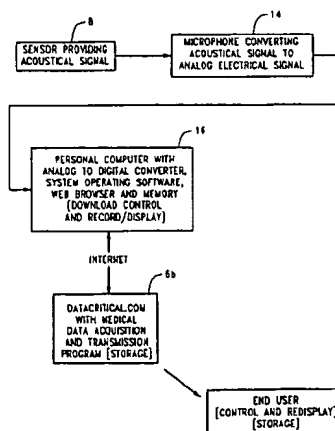 8
SENSOR PROVIDING
ACOUSTICAL SIGNAL
14
MICROPHONE CONVERTING
ACOUSTICAL SIGNAL TO
ANALOG ELECTRICAL SIGNAL
16
PERSONAL COMPUTER WITH
ANALOG TO DIGITAL CONVERTER,
SYSTEM OPERATING SOFTWARE,
WEB BROWSER AND MEMORY
(DOWNLOAD CONTROL
AND RECORD/DISPLAY)
INTERNET
6b
DATACRITICAL.COM
WITH MEDICAL
DATA ACQUISITION
AND TRANSMISSION
PROGRAM [STORAGE]
END USER
[CONTROL AND REDISPLAY]
[STORAGE]